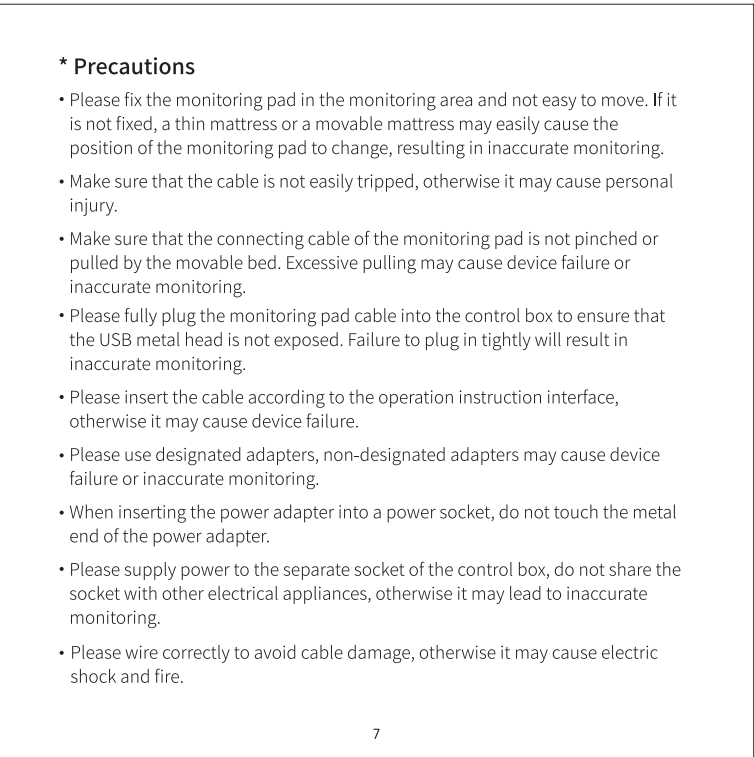 * Precautions
• Please fix the monitoring pad in the monitoring area and not easy to move. If it
is not fixed, a thin mattress or a movable mattress may easily cause the
position of the monitoring pad to change, resulting in inaccurate monitoring.
• Make sure that the cable is not easily tripped, otherwise it may cause personal
injury.
• Make sure that the connecting cable of the monitoring pad is not pinched or
pulled by the movable bed. Excessive pulling may cause device failure or
inaccurate monitoring.
• Please fully plug the monitoring pad cable into the control box to ensure that
the USB metal head is not exposed. Failure to plug in tightly will result in
inaccurate monitoring.
• Please insert the cable according to the operation instruction interface,
otherwise it may cause device failure.
• Please use designated adapters, non-designated adapters may cause device
failure or inaccurate monitoring.
• When inserting the power adapter into a power socket, do not touch the metal
end of the power adapter.
• Please supply power to the separate socket of the control box, do not share the
socket with other electrical appliances, otherwise it may lead to inaccurate
monitoring.
• Please wire correctly to avoid cable damage, otherwise it may cause electric
shock and fire.
7